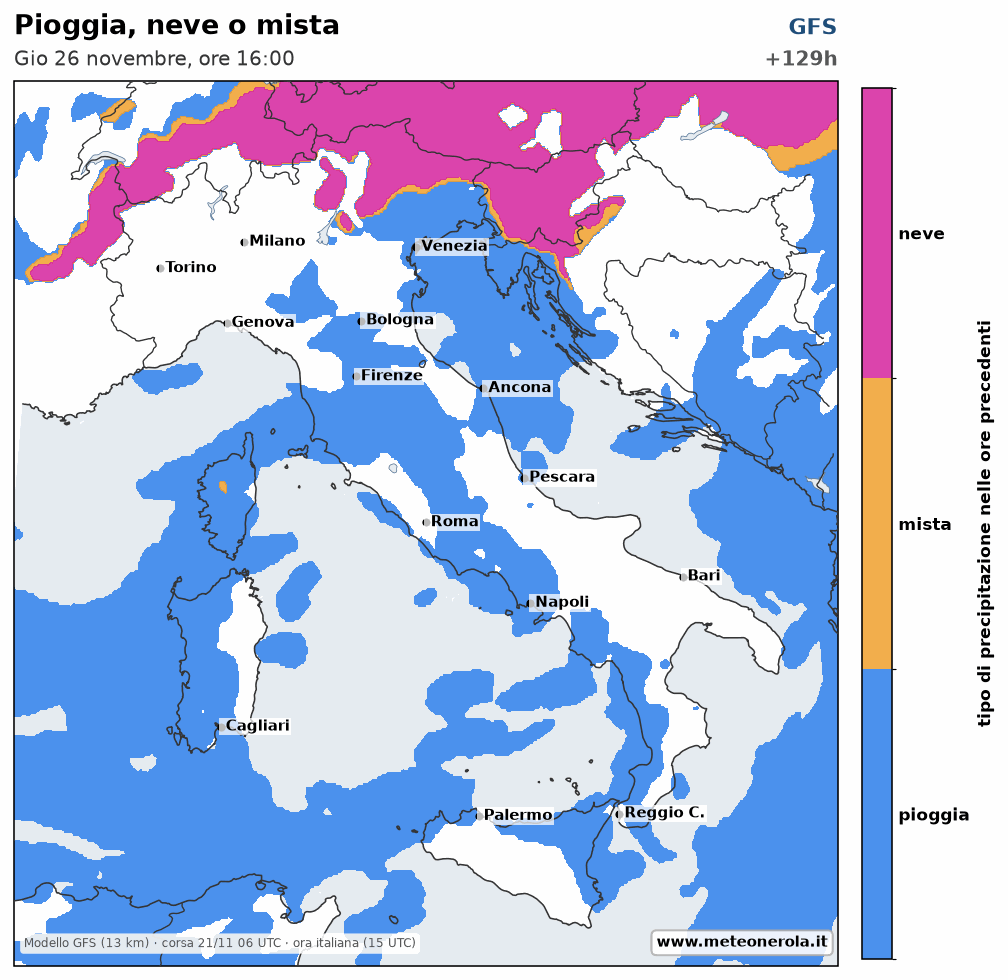 Pioggia, neve o mista
GFS
Gio 26 novembre, ore 16:00
+129h
neve
Milano
Venezia
Torino
Genova
Bologna
Firenze
Ancona
tipo di precipitazione nelle ore precedenti
Pescara
Roma
mista
Bari
Napoli
Cagliari
Palermo
Reggio C.
pioggia
Modello GFS (13 km) · corsa 21/11 06 UTC · ora italiana (15 UTC)
www.meteonerola.it